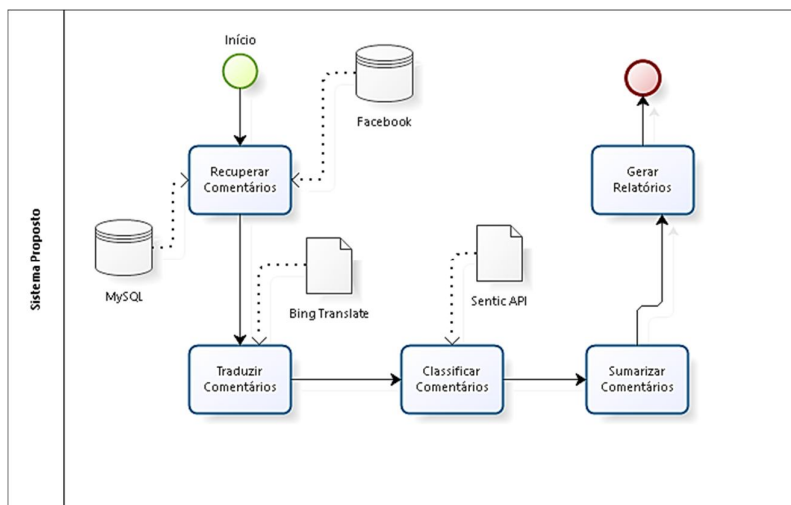 Sistema Proposto
Início
Facebook
Recuperar
Comentários
Gerar
Relatórios
MySQL
Bing Translate
Sentic API
Traduzir
Comentários
Classificar
Comentários
Sumarizar
Comentários